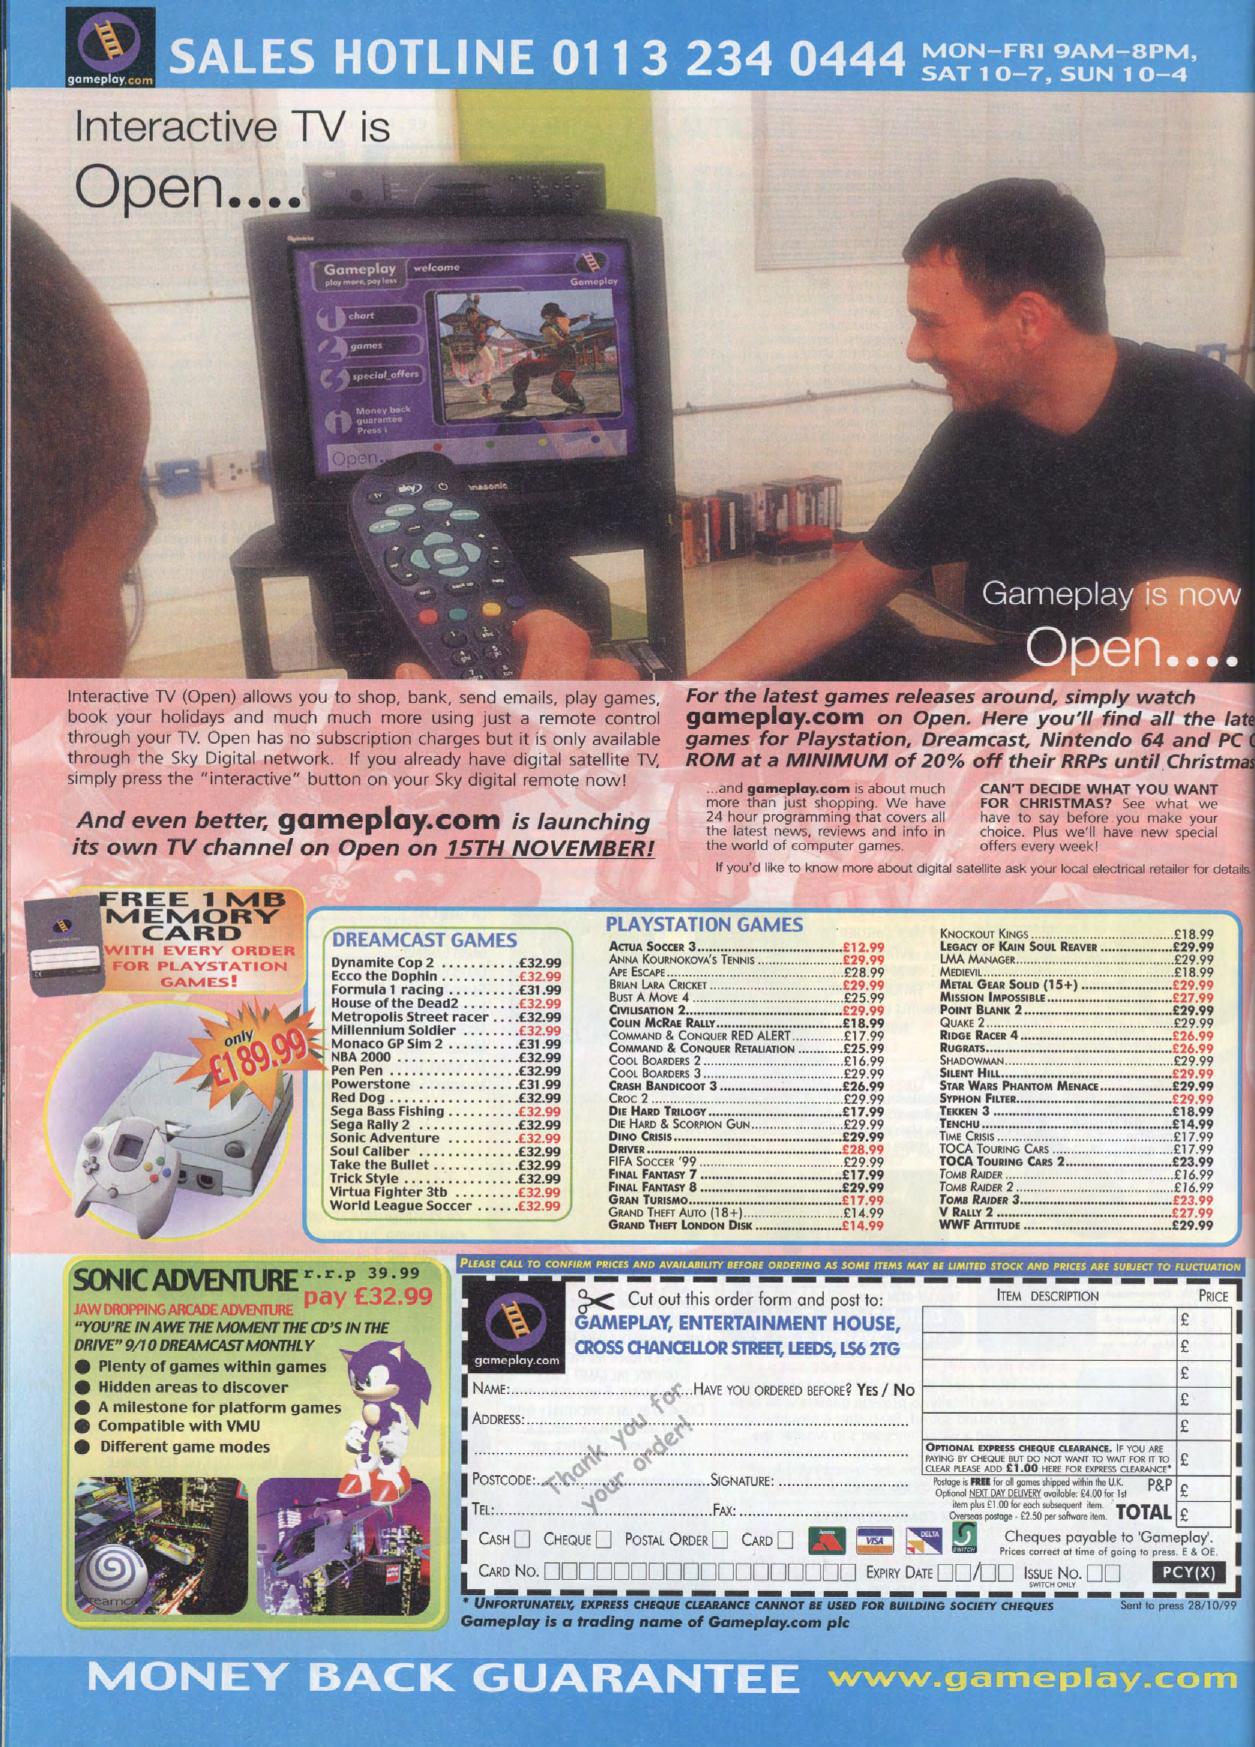 gameplay.com
SALES HOTLINE 0113 234 0444
MON-FRI 9AM-8PM,
SAT 10-7, SUN 10-4
Interactive TV is
Open....
Gameplay
play more, pay less
welcome
Gameplay
1 chart
2 games
3 special_offers
i Money back
guarantee
Press i
Open...
sky
Panasonic
Gameplay is now
Open....
Interactive TV (Open) allows you to shop, bank, send emails, play games,
book your holidays and much much more using just a remote control
through your TV. Open has no subscription charges but it is only available
through the Sky Digital network. If you already have digital satellite TV,
simply press the "interactive" button on your Sky digital remote now!
And even better, gameplay.com is launching
its own TV channel on Open on 15TH NOVEMBER!
For the latest games releases around, simply watch
gameplay.com on Open. Here you'll find all the late
games for Playstation, Dreamcast, Nintendo 64 and PC
ROM at a MINIMUM of 20% off their RRPs until Christmas
...and gameplay.com is about much
more than just shopping. We have
24 hour programming that covers all
the latest news, reviews and info in
the world of computer games.
CAN'T DECIDE WHAT YOU WANT
FOR CHRISTMAS? See what we
have to say before you make your
choice. Plus we'll have new special
offers every week!
If you'd like to know more about digital satellite ask your local electrical retailer for details
FREE 1 MB
MEMORY
CARD
WITH EVERY ORDER
FOR PLAYSTATION
GAMES!
only
£189.99
DREAMCAST GAMES
Dynamite Cop 2 .........£32.99
Ecco the Dophin .........£32.99
Formula 1 racing ........£31.99
House of the Dead2 .......£32.99
Metropolis Street racer ....£32.99
Millennium Soldier ........£32.99
Monaco GP Sim 2 ........£31.99
NBA 2000 ..............£32.99
Pen Pen ...............£32.99
Powerstone ............£31.99
Red Dog ...............£32.99
Sega Bass Fishing ........£32.99
Sega Rally 2 ............£32.99
Sonic Adventure .........£32.99
Soul Caliber ............£32.99
Take the Bullet ..........£32.99
Trick Style .............£32.99
Virtua Fighter 3tb ........£32.99
World League Soccer ......£32.99
PLAYSTATION GAMES
ACTUA SOCCER 3..........£12.99
ANNA KOURNOKOVA'S TENNIS..........£29.99
APE ESCAPE..........£28.99
BRIAN LARA CRICKET..........£29.99
BUST A MOVE 4..........£25.99
CIVILISATION 2..........£29.99
COLIN MCRAE RALLY..........£18.99
COMMAND & CONQUER RED ALERT..........£17.99
COMMAND & CONQUER RETALIATION..........£25.99
COOL BOARDERS 2..........£16.99
COOL BOARDERS 3..........£29.99
CRASH BANDICOOT 3..........£26.99
CROC 2..........£29.99
DIE HARD TRILOGY..........£17.99
DIE HARD & SCORPION GUN..........£29.99
DINO CRISIS..........£29.99
DRIVER..........£28.99
FIFA SOCCER '99..........£29.99
FINAL FANTASY 7..........£17.99
FINAL FANTASY 8..........£29.99
GRAN TURISMO..........£17.99
GRAND THEFT AUTO (18+)..........£14.99
GRAND THEFT LONDON DISK..........£14.99
KNOCKOUT KINGS..........£18.99
LEGACY OF KAIN SOUL REAVER..........£29.99
LMA MANAGER..........£29.99
MEDIEVIL..........£18.99
METAL GEAR SOLID (15+)..........£29.99
MISSION IMPOSSIBLE..........£27.99
POINT BLANK 2..........£29.99
QUAKE 2..........£29.99
RIDGE RACER 4..........£26.99
RUGRATS..........£26.99
SHADOWMAN..........£29.99
SILENT HILL..........£29.99
STAR WARS PHANTOM MENACE..........£29.99
SYPHON FILTER..........£29.99
TEKKEN 3..........£18.99
TENCHU..........£14.99
TIME CRISIS..........£17.99
TOCA TOURING CARS..........£17.99
TOCA TOURING CARS 2..........£23.99
TOMB RAIDER..........£16.99
TOMB RAIDER 2..........£16.99
TOMB RAIDER 3..........£23.99
V RALLY 2..........£27.99
WWF ATTITUDE..........£29.99
SONIC ADVENTURE r.r.p 39.99
pay £32.99
JAW DROPPING ARCADE ADVENTURE
"YOU'RE IN AWE THE MOMENT THE CD'S IN THE
DRIVE" 9/10 DREAMCAST MONTHLY
● Plenty of games within games
● Hidden areas to discover
● A milestone for platform games
● Compatible with VMU
● Different game modes
PLEASE CALL TO CONFIRM PRICES AND AVAILABILITY BEFORE ORDERING AS SOME ITEMS MAY BE LIMITED STOCK AND PRICES ARE SUBJECT TO FLUCTUATION
gameplay.com
Cut out this order form and post to:
GAMEPLAY, ENTERTAINMENT HOUSE,
CROSS CHANCELLOR STREET, LEEDS, LS6 2TG
NAME:..........HAVE YOU ORDERED BEFORE? YES / NO
ADDRESS:..........
POSTCODE:..........SIGNATURE:..........
TEL:..........FAX:..........
Thank you for
your order!
CASH □ CHEQUE □ POSTAL ORDER □ CARD □
Access
VISA
DELTA
SWITCH
CARD NO. EXPIRY DATE □□/□□ ISSUE NO. □□
SWITCH ONLY
ITEM DESCRIPTION PRICE
£
£
£
£
£
OPTIONAL EXPRESS CHEQUE CLEARANCE. IF YOU ARE
PAYING BY CHEQUE BUT DO NOT WANT TO WAIT FOR IT TO
CLEAR PLEASE ADD £1.00 HERE FOR EXPRESS CLEARANCE*
£
Postage is FREE for all games shipped within the U.K. P&P £
Optional NEXT DAY DELIVERY available: £4.00 for 1st
item plus £1.00 for each subsequent item.
Overseas postage - £2.50 per software item.
TOTAL £
Cheques payable to 'Gameplay'.
Prices correct at time of going to press. E & OE.
PCY(X)
* UNFORTUNATELY, EXPRESS CHEQUE CLEARANCE CANNOT BE USED FOR BUILDING SOCIETY CHEQUES
Sent to press 28/10/99
Gameplay is a trading name of Gameplay.com plc
MONEY BACK GUARANTEE www.gameplay.com